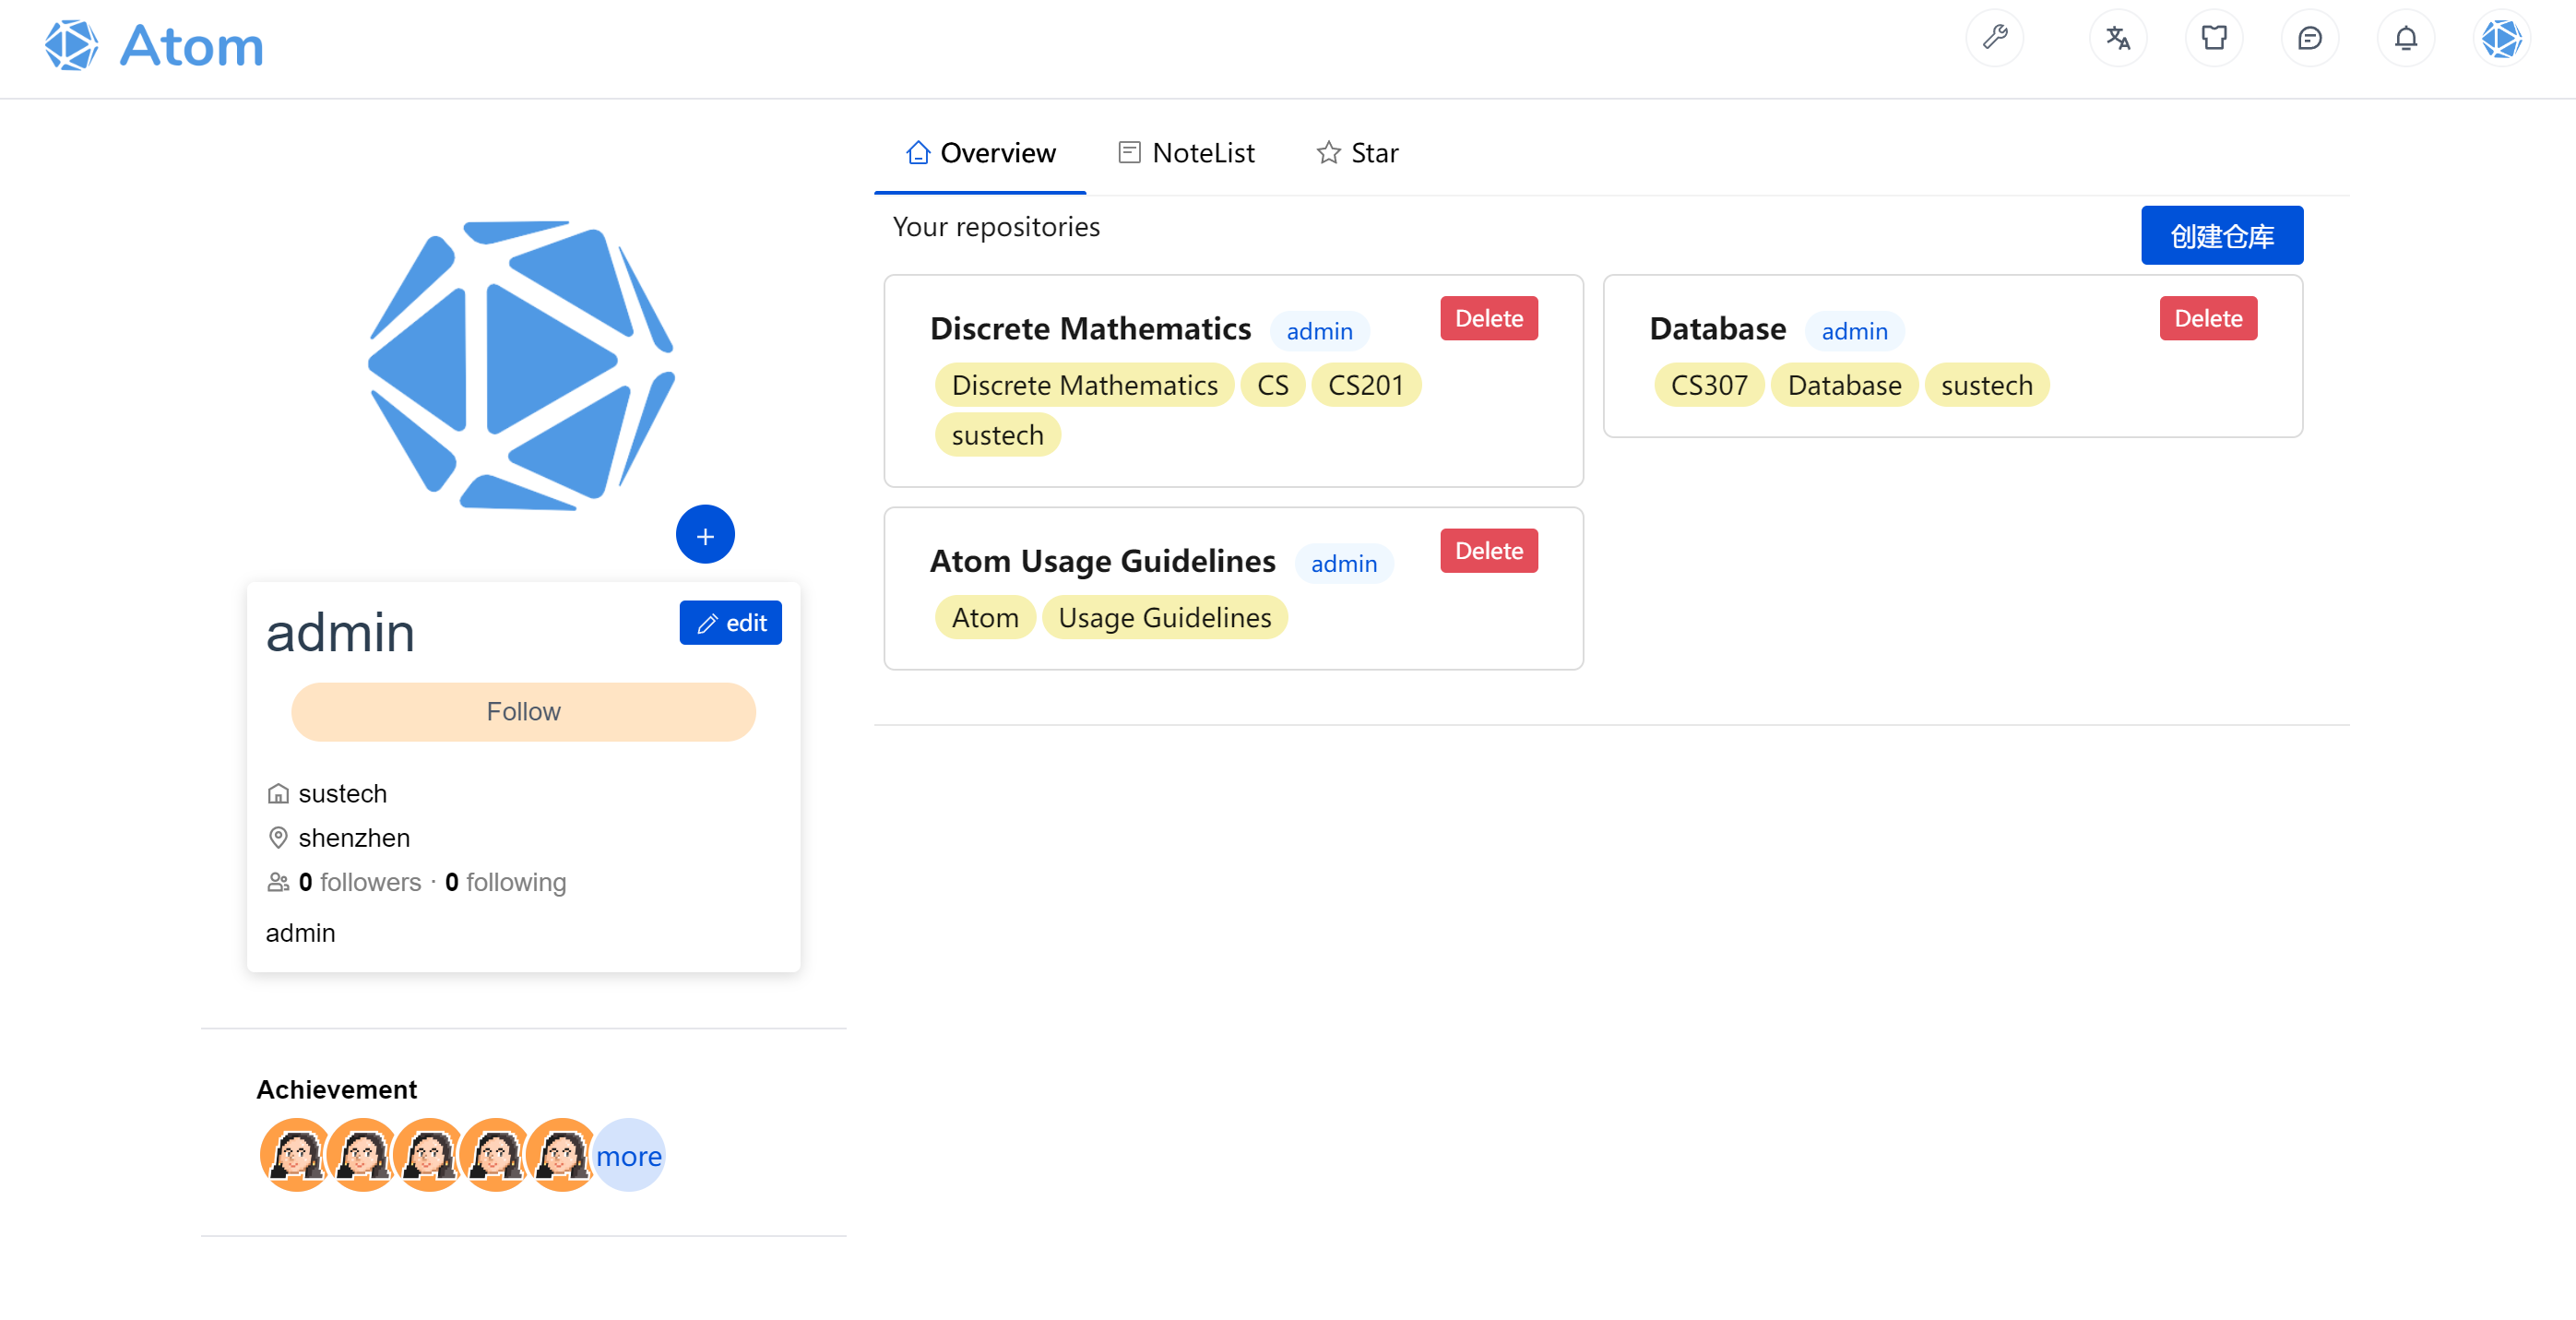 Atom
Overview NoteList Star
Your repositories
创建仓库
Discrete Mathematics admin Delete
Discrete Mathematics CS CS201
sustech
Database admin Delete
CS307 Database sustech
Atom Usage Guidelines admin Delete
Atom Usage Guidelines
admin edit
Follow
sustech
shenzhen
0 followers · 0 following
admin
Achievement
more